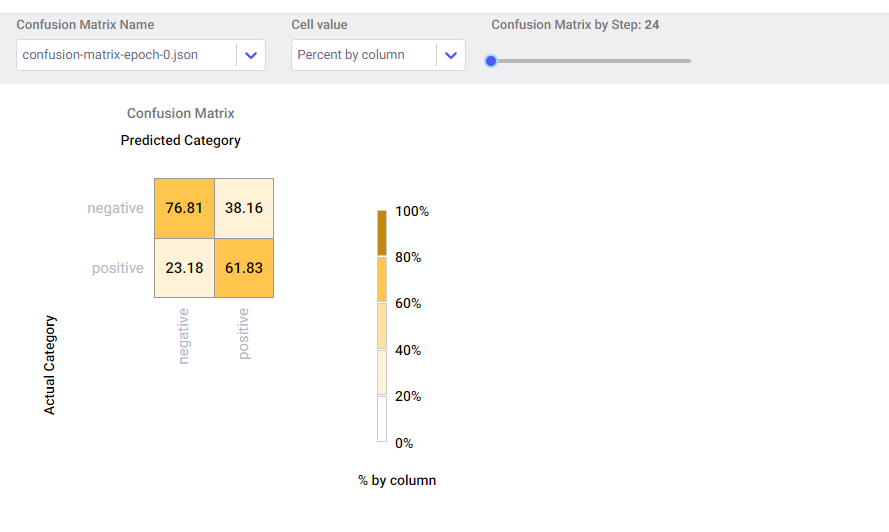 Confusion Matrix Name
Cell value
Confusion Matrix by Step: 24
confusion-matrix-epoch-0.json
Percent by column
Confusion Matrix
Predicted Category
negative 76.81 38.16
positive 23.18 61.83
negative positive
Actual Category
100%
80%
60%
40%
20%
0%
% by column